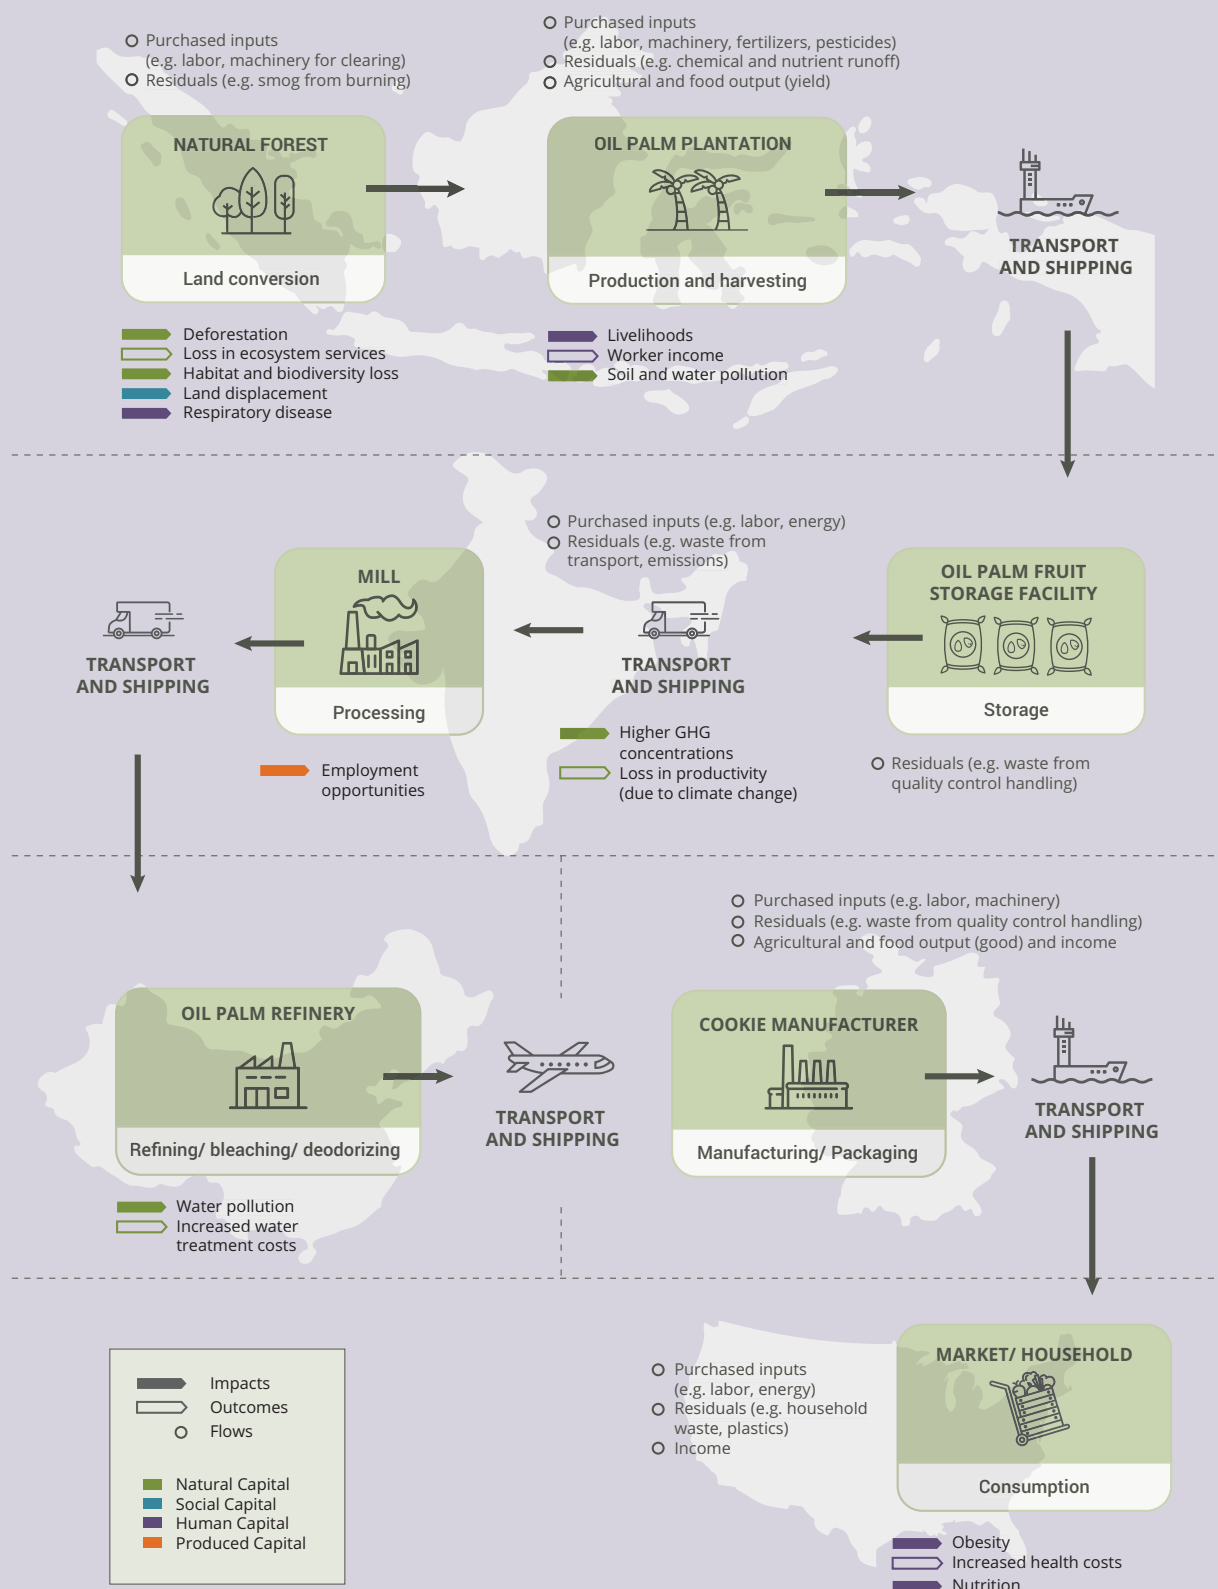 Purchased inputs
(e.g. labor, machinery for clearing)
Residuals (e.g. smog from burning)
Purchased inputs
(e.g. labor, machinery, fertilizers, pesticides)
Residuals (e.g. chemical and nutrient runoff)
Agricultural and food output (yield)
NATURAL FOREST
Land conversion
OIL PALM PLANTATION
Production and harvesting
TRANSPORT
AND SHIPPING
Deforestation
Loss in ecosystem services
Habitat and biodiversity loss
Land displacement
Respiratory disease
Livelihoods
Worker income
Soil and water pollution
OIL PALM FRUIT
STORAGE FACILITY
Storage
Residuals (e.g. waste from
quality control handling)
Purchased inputs (e.g. labor, energy)
Residuals (e.g. waste from
transport, emissions)
TRANSPORT
AND SHIPPING
Higher GHG
concentrations
Loss in productivity
(due to climate change)
MILL
Processing
Employment
opportunities
TRANSPORT
AND SHIPPING
OIL PALM REFINERY
Refining/ bleaching/ deodorizing
Water pollution
Increased water
treatment costs
TRANSPORT
AND SHIPPING
Purchased inputs (e.g. labor, machinery)
Residuals (e.g. waste from quality control handling)
Agricultural and food output (good) and income
COOKIE MANUFACTURER
Manufacturing/ Packaging
TRANSPORT
AND SHIPPING
Purchased inputs
(e.g. labor, energy)
Residuals (e.g. household
waste, plastics)
Income
MARKET/ HOUSEHOLD
Consumption
Obesity
Increased health costs
Nutrition
Impacts
Outcomes
Flows
Natural Capital
Social Capital
Human Capital
Produced Capital